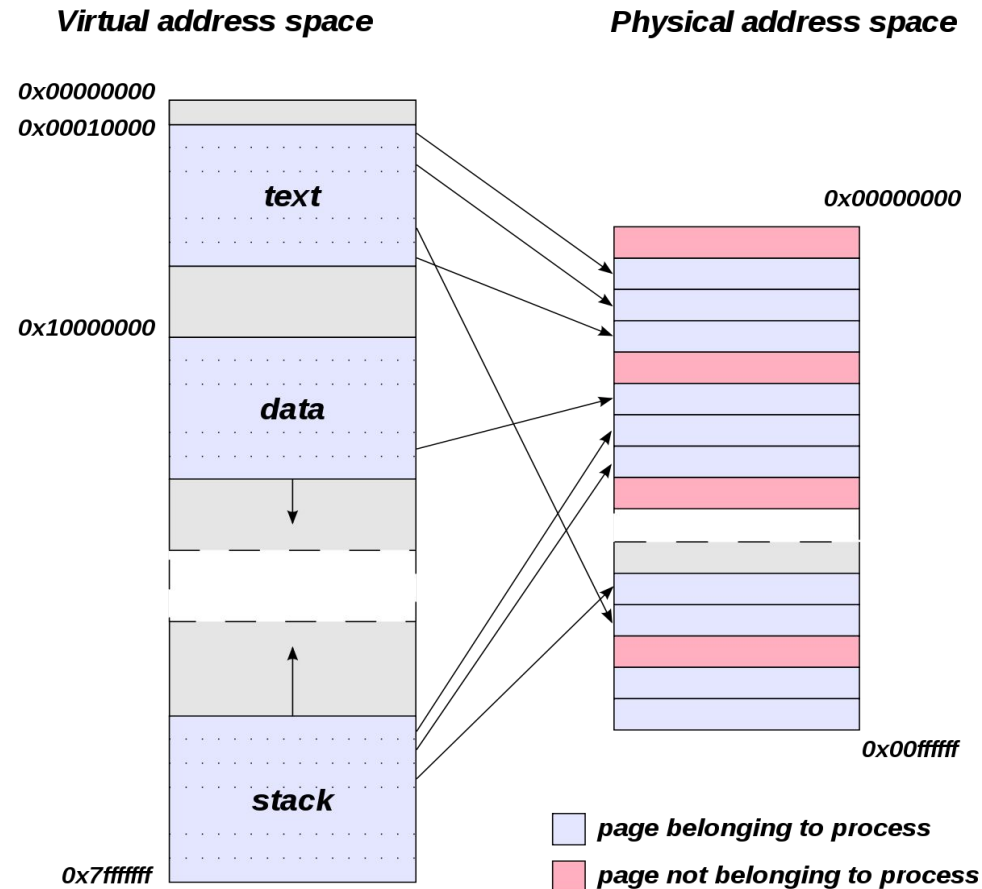 Virtual address space
Physical address space
0x00000000
0x00010000
text
0x00000000
0x10000000
data
stack
0x00ffffff
page belonging to process
0x7fffffff
page not belonging to process